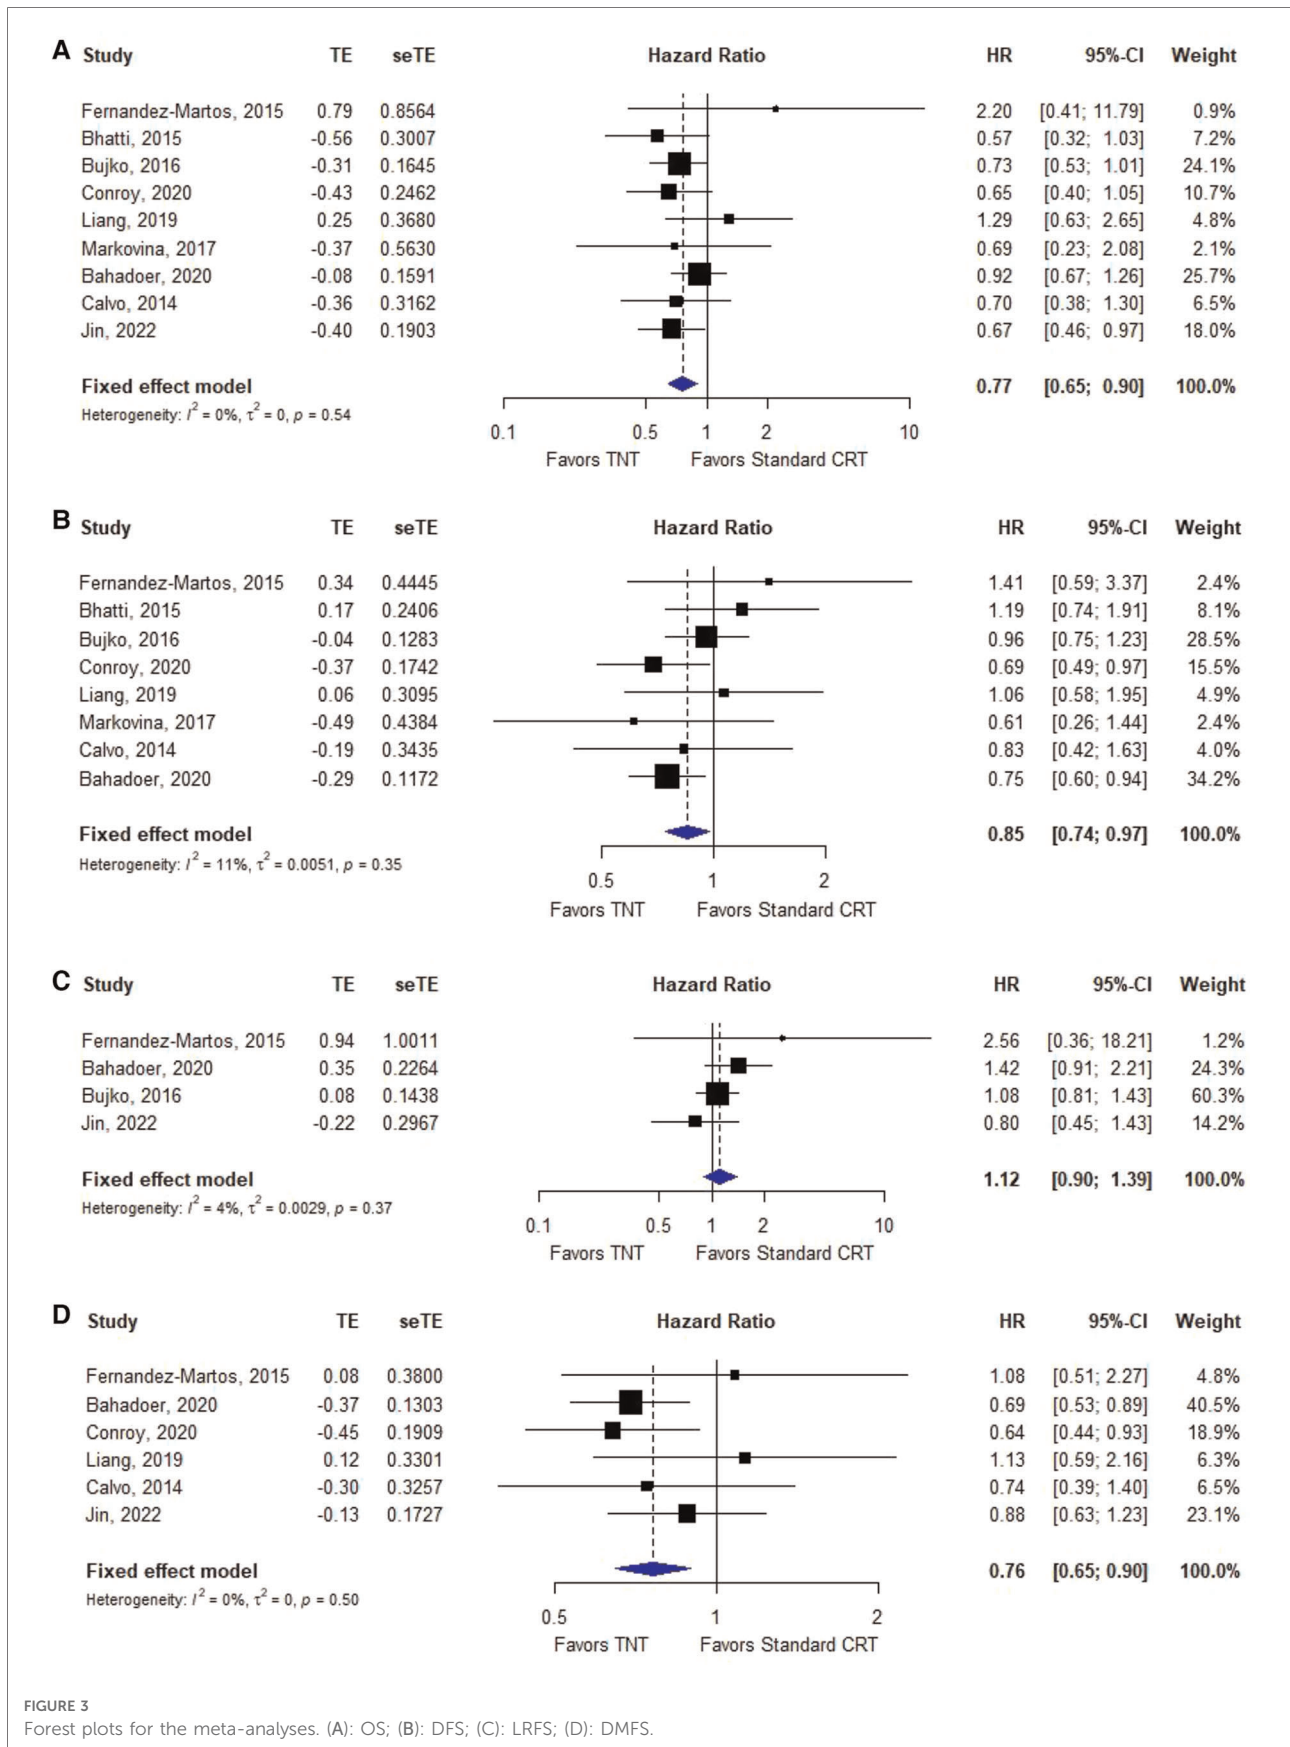 A Study TE seTE Hazard Ratio HR 95%-CI Weight
Fernandez-Martos, 2015 0.79 0.8564 2.20 [0.41; 11.79] 0.9%
Bhatti, 2015 -0.56 0.3007 0.57 [0.32; 1.03] 7.2%
Bujko, 2016 -0.31 0.1645 0.73 [0.53; 1.01] 24.1%
Conroy, 2020 -0.43 0.2462 0.65 [0.40; 1.05] 10.7%
Liang, 2019 0.25 0.3680 1.29 [0.63; 2.65] 4.8%
Markovina, 2017 -0.37 0.5630 0.69 [0.23; 2.08] 2.1%
Bahadoer, 2020 -0.08 0.1591 0.92 [0.67; 1.26] 25.7%
Calvo, 2014 -0.36 0.3162 0.70 [0.38; 1.30] 6.5%
Jin, 2022 -0.40 0.1903 0.67 [0.46; 0.97] 18.0%
Fixed effect model 0.77 [0.65; 0.90] 100.0%
Heterogeneity: I² = 0%, τ² = 0, p = 0.54
0.1 0.5 1 2 10
Favors TNT Favors Standard CRT
B Study TE seTE Hazard Ratio HR 95%-CI Weight
Fernandez-Martos, 2015 0.34 0.4445 1.41 [0.59; 3.37] 2.4%
Bhatti, 2015 0.17 0.2406 1.19 [0.74; 1.91] 8.1%
Bujko, 2016 -0.04 0.1283 0.96 [0.75; 1.23] 28.5%
Conroy, 2020 -0.37 0.1742 0.69 [0.49; 0.97] 15.5%
Liang, 2019 0.06 0.3095 1.06 [0.58; 1.95] 4.9%
Markovina, 2017 -0.49 0.4384 0.61 [0.26; 1.44] 2.4%
Calvo, 2014 -0.19 0.3435 0.83 [0.42; 1.63] 4.0%
Bahadoer, 2020 -0.29 0.1172 0.75 [0.60; 0.94] 34.2%
Fixed effect model 0.85 [0.74; 0.97] 100.0%
Heterogeneity: I² = 11%, τ² = 0.0051, p = 0.35
0.5 1 2
Favors TNT Favors Standard CRT
C Study TE seTE Hazard Ratio HR 95%-CI Weight
Fernandez-Martos, 2015 0.94 1.0011 2.56 [0.36; 18.21] 1.2%
Bahadoer, 2020 0.35 0.2264 1.42 [0.91; 2.21] 24.3%
Bujko, 2016 0.08 0.1438 1.08 [0.81; 1.43] 60.3%
Jin, 2022 -0.22 0.2967 0.80 [0.45; 1.43] 14.2%
Fixed effect model 1.12 [0.90; 1.39] 100.0%
Heterogeneity: I² = 4%, τ² = 0.0029, p = 0.37
0.1 0.5 1 2 10
Favors TNT Favors Standard CRT
D Study TE seTE Hazard Ratio HR 95%-CI Weight
Fernandez-Martos, 2015 0.08 0.3800 1.08 [0.51; 2.27] 4.8%
Bahadoer, 2020 -0.37 0.1303 0.69 [0.53; 0.89] 40.5%
Conroy, 2020 -0.45 0.1909 0.64 [0.44; 0.93] 18.9%
Liang, 2019 0.12 0.3301 1.13 [0.59; 2.16] 6.3%
Calvo, 2014 -0.30 0.3257 0.74 [0.39; 1.40] 6.5%
Jin, 2022 -0.13 0.1727 0.88 [0.63; 1.23] 23.1%
Fixed effect model 0.76 [0.65; 0.90] 100.0%
Heterogeneity: I² = 0%, τ² = 0, p = 0.50
0.5 1 2
Favors TNT Favors Standard CRT
FIGURE 3
Forest plots for the meta-analyses. (A): OS; (B): DFS; (C): LRFS; (D): DMFS.